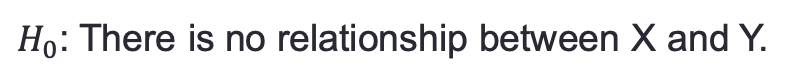 H₀: There is no relationship between X and Y.